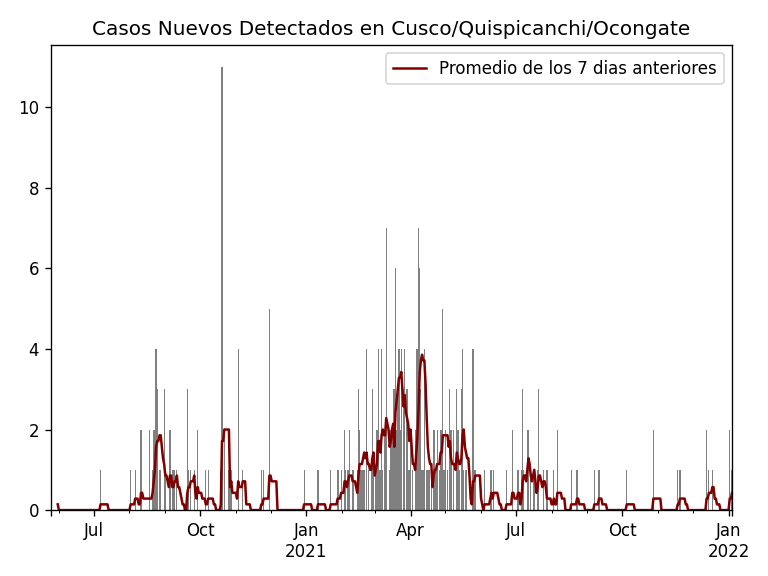 Casos Nuevos Detectados en Cusco/Quispicanchi/Ocongate
Promedio de los 7 dias anteriores
10
8
6
4
2
0
Jul Oct Jan Apr Jul Oct Jan
2021 2022